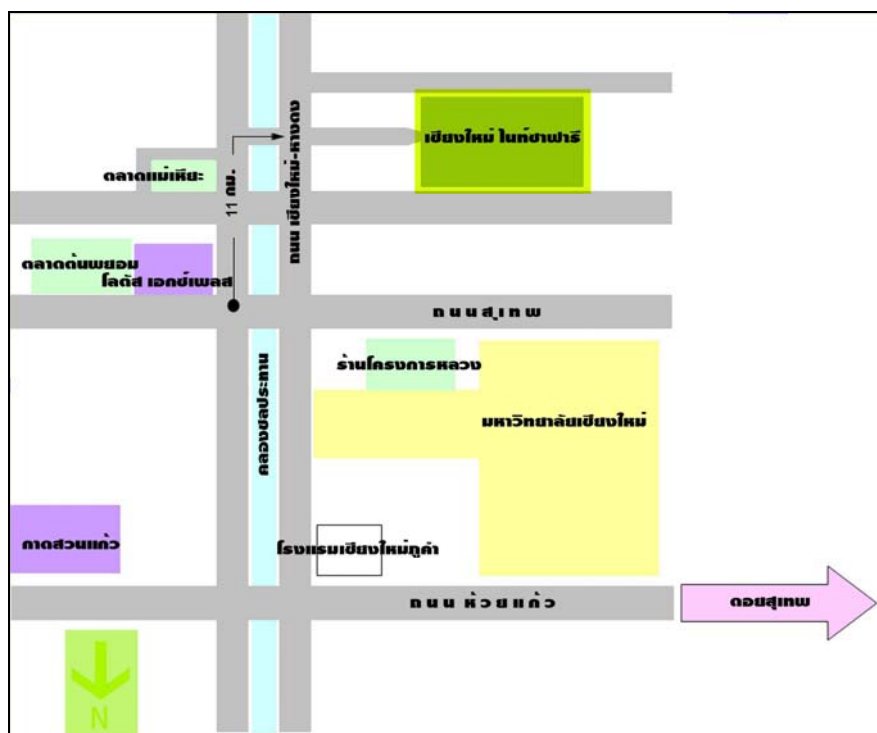 เชียงใหม่ ไนท์ซาฟารี
ตลาดแม่เหียะ
11 กม.
ถนน เชียงใหม่-หางดง
ตลาดต้นพยอม
โลตัส เอกซ์เพลส
ถนนสุเทพ
ร้านโครงการหลวง
มหาวิทยาลัยเชียงใหม่
คลองชลประทาน
กาดสวนแก้ว
โรงแรมเชียงใหม่ภูคำ
ถนน ห้วยแก้ว
ดอยสุเทพ
N